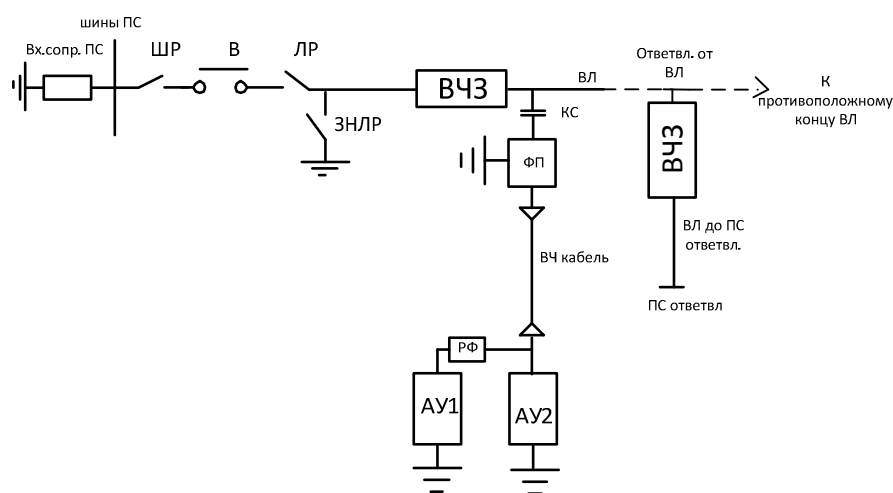 шины ПС
Вх.сопр. ПС
ШР
В
ЛР
ЗНЛР
ВЧЗ
ВЛ
Ответвл. от
ВЛ
К
противоположному
концу ВЛ
КС
ФП
ВЧЗ
ВЛ до ПС
ответвл.
ВЧ кабель
ПС ответвл
РФ
АУ1
АУ2